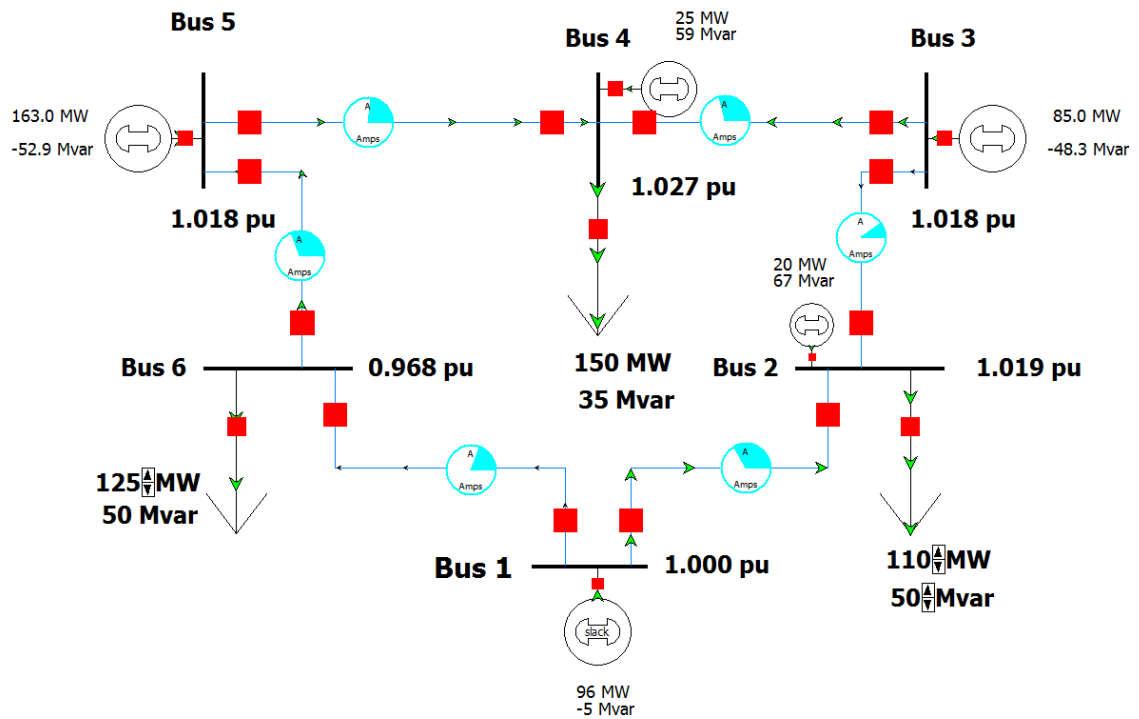 Bus 5
25 MW
59 Mvar
Bus 4
Bus 3
163.0 MW
-52.9 Mvar
A
Amps
A
Amps
85.0 MW
-48.3 Mvar
1.018 pu
1.027 pu
1.018 pu
A
Amps
A
Amps
20 MW
67 Mvar
Bus 6
0.968 pu
150 MW
35 Mvar
Bus 2
1.019 pu
A
Amps
A
Amps
125 MW
50 Mvar
Bus 1
1.000 pu
110 MW
50 Mvar
slack
96 MW
-5 Mvar